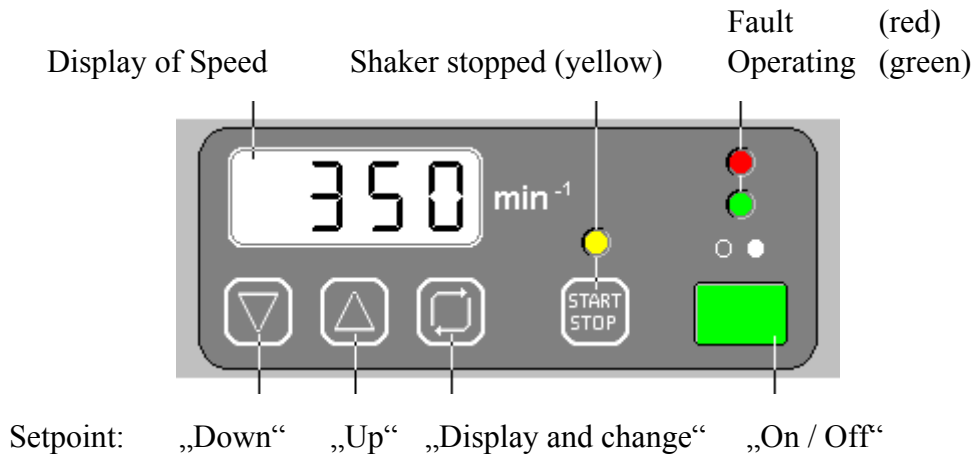 Fault (red)
Display of Speed Shaker stopped (yellow) Operating (green)
350 min⁻¹
START
STOP
Setpoint: „Down“ „Up“ „Display and change“ „On / Off“